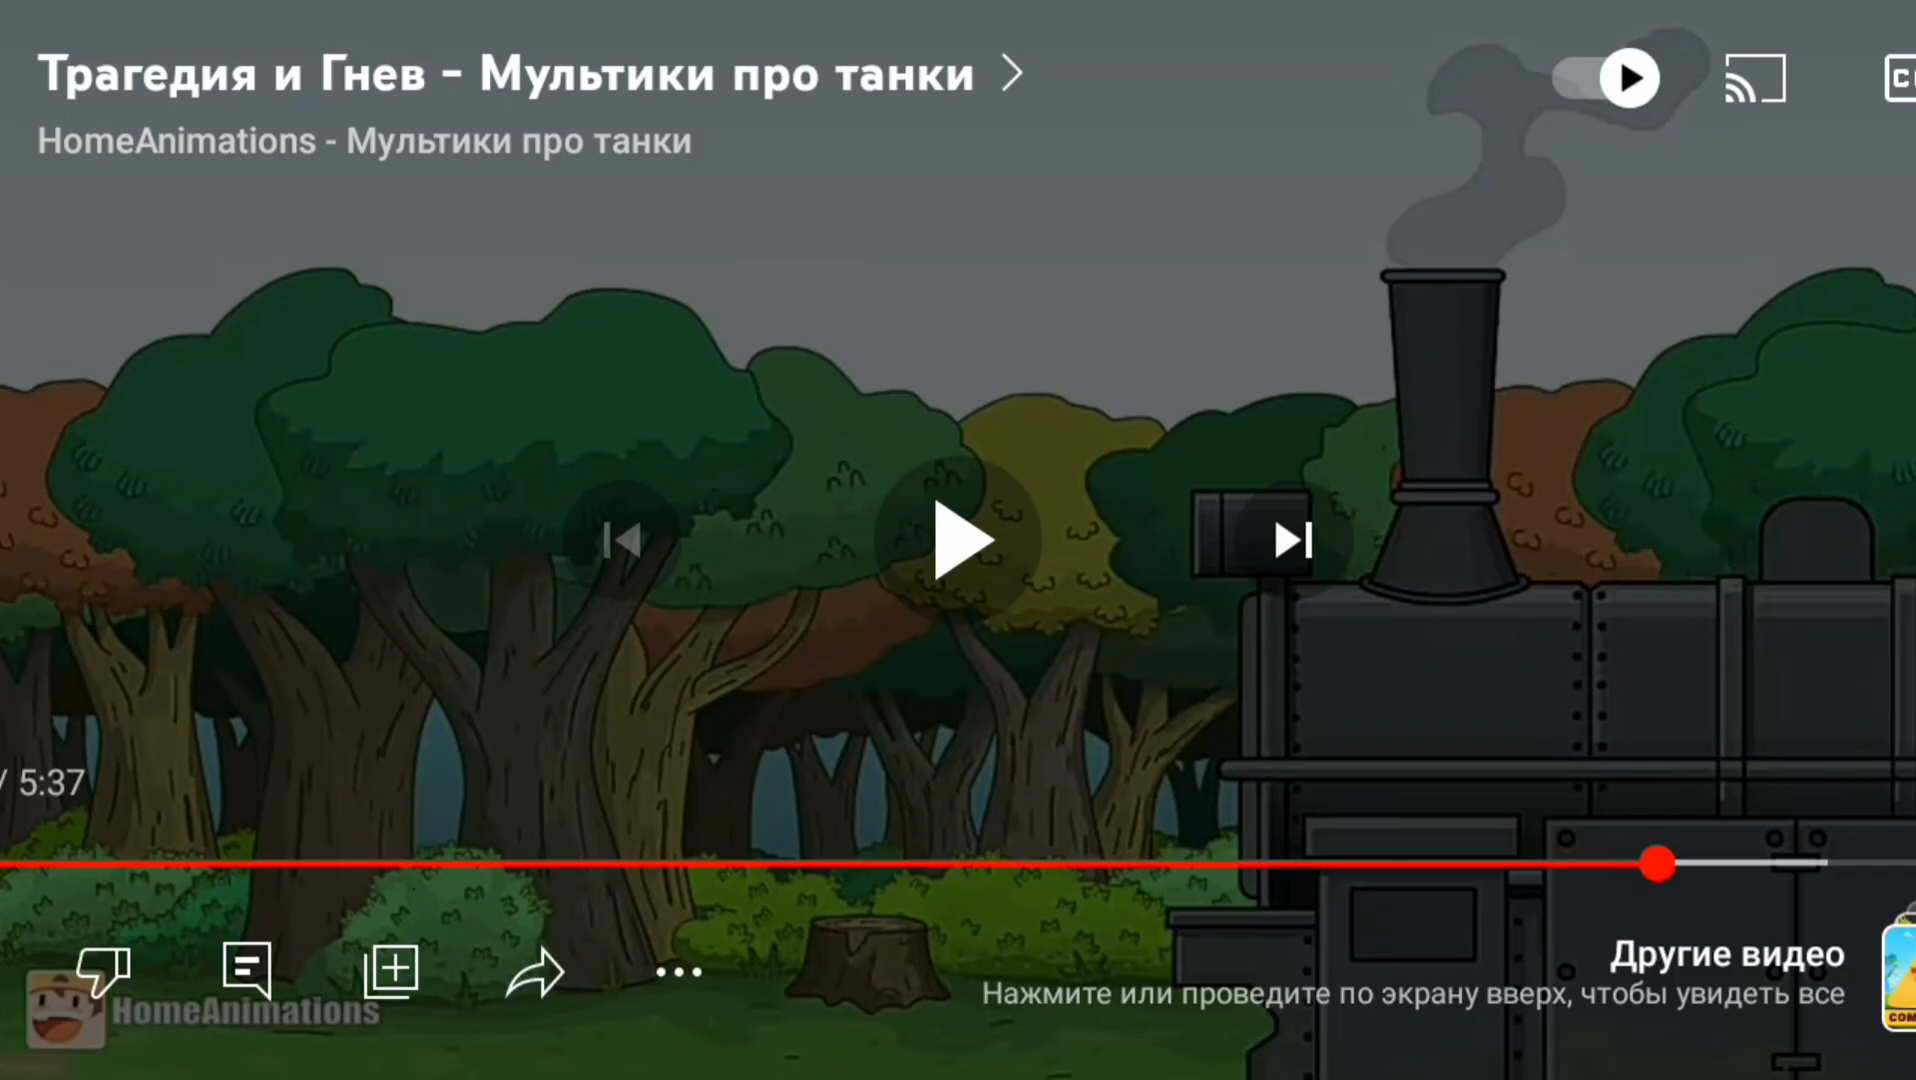 Трагедия и Гнев - Мультики про танки
HomeAnimations - Мультики про танки
/ 5:37
Другие видео
Нажмите или проведите по экрану вверх, чтобы увидеть все
HomeAnimations